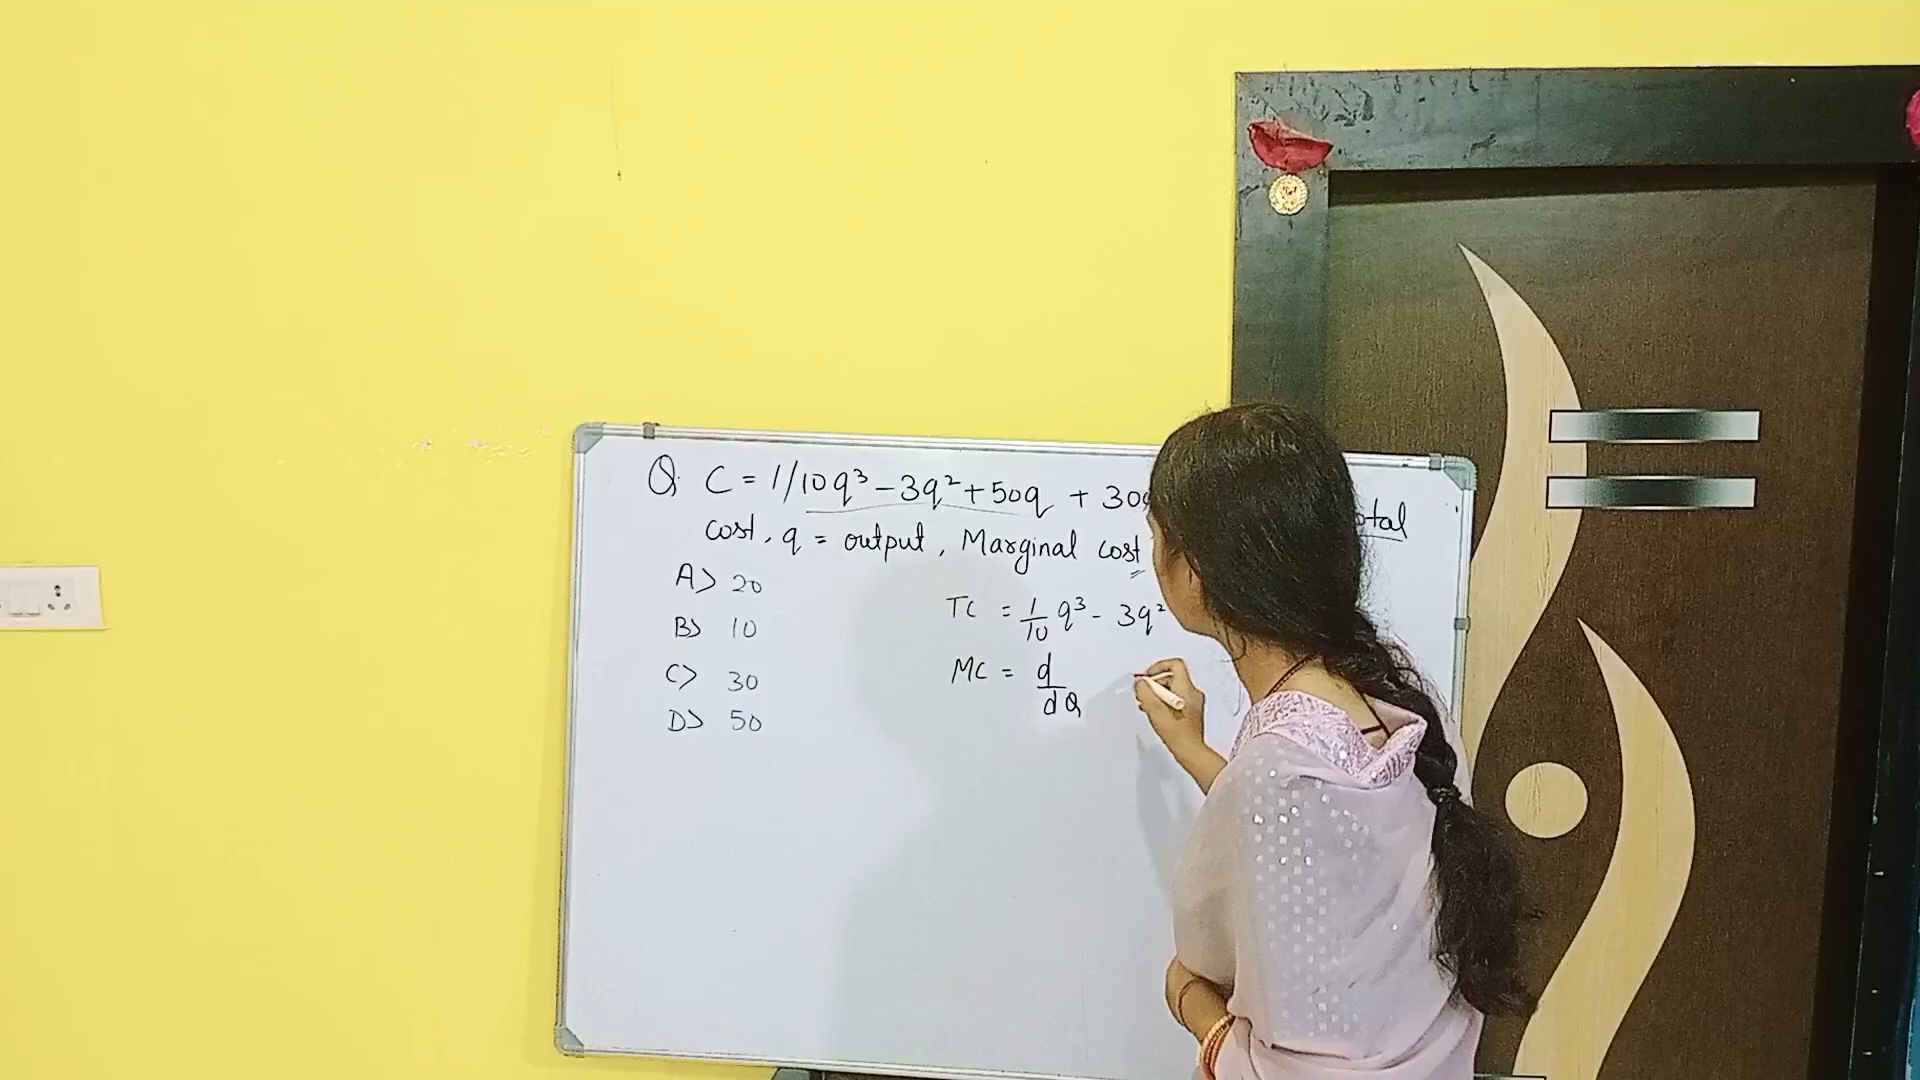 Q. C = 1/10q³ - 3q² + 50q + 30
otal
cost, q = output, Marginal cost
A> 20
B> 10
C> 30
D> 50
TC = 1/10 q³ - 3q²
MC = d/dQ